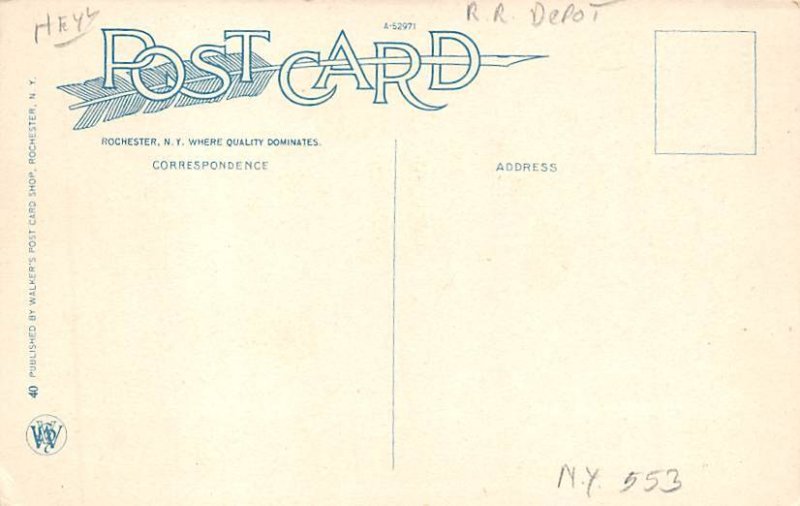 R.R. DEPOT
A-52971
POST CARD
ROCHESTER, N. Y. WHERE QUALITY DOMINATES.
CORRESPONDENCE
ADDRESS
40 PUBLISHED BY WALKER'S POST CARD SHOP, ROCHESTER, N. Y.
N.Y. 553